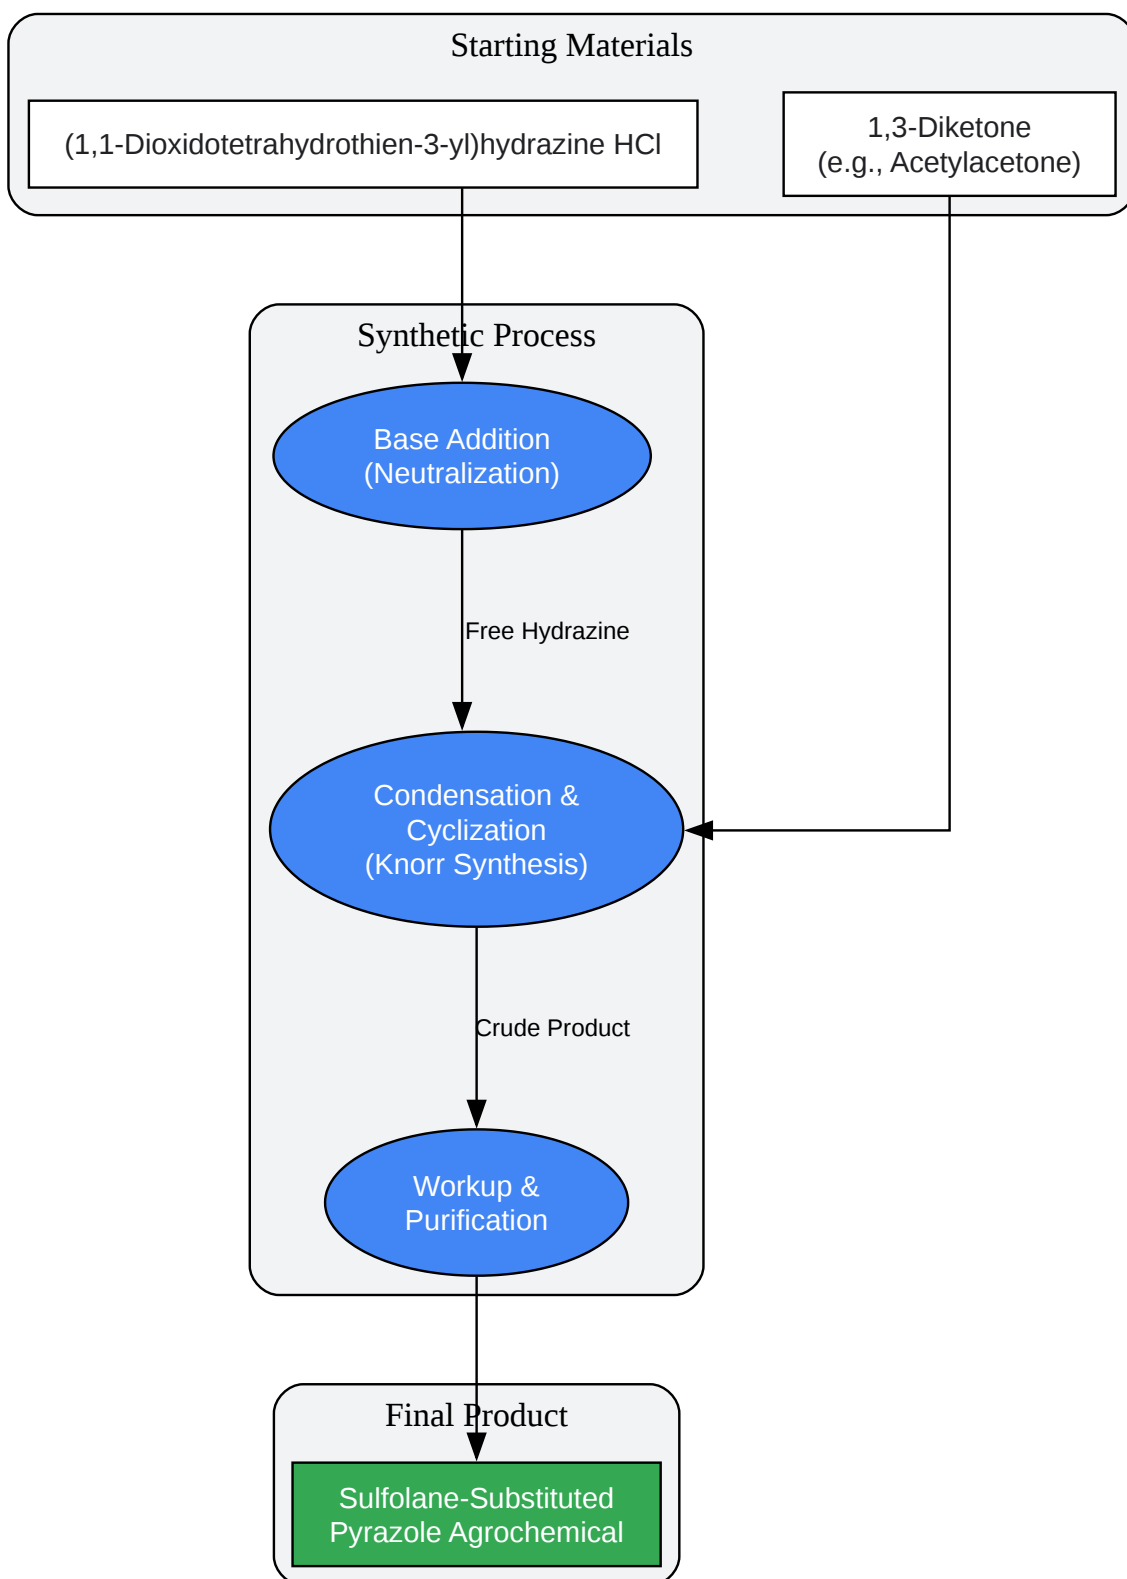 Starting Materials
(1,1-Dioxidotetrahydrothien-3-yl)hydrazine HCl
1,3-Diketone
(e.g., Acetylacetone)
Synthetic Process
Base Addition
(Neutralization)
Free Hydrazine
Condensation &
Cyclization
(Knorr Synthesis)
Crude Product
Workup &
Purification
Final Product
Sulfolane-Substituted
Pyrazole Agrochemical